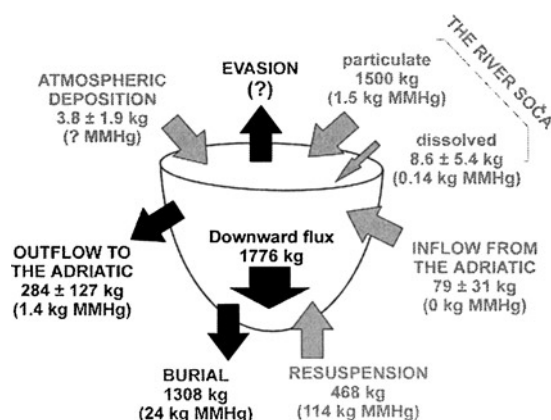 THE RIVER SOČA
EVASION
(?)
particulate
1500 kg
(1.5 kg MMHg)
ATMOSPHERIC
DEPOSITION
3.8 ± 1.9 kg
(? MMHg)
dissolved
8.6 ± 5.4 kg
(0.14 kg MMHg)
Downward flux
1776 kg
OUTFLOW TO
THE ADRIATIC
284 ± 127 kg
(1.4 kg MMHg)
INFLOW FROM
THE ADRIATIC
79 ± 31 kg
(0 kg MMHg)
BURIAL
1308 kg
(24 kg MMHg)
RESUSPENSION
468 kg
(114 kg MMHg)